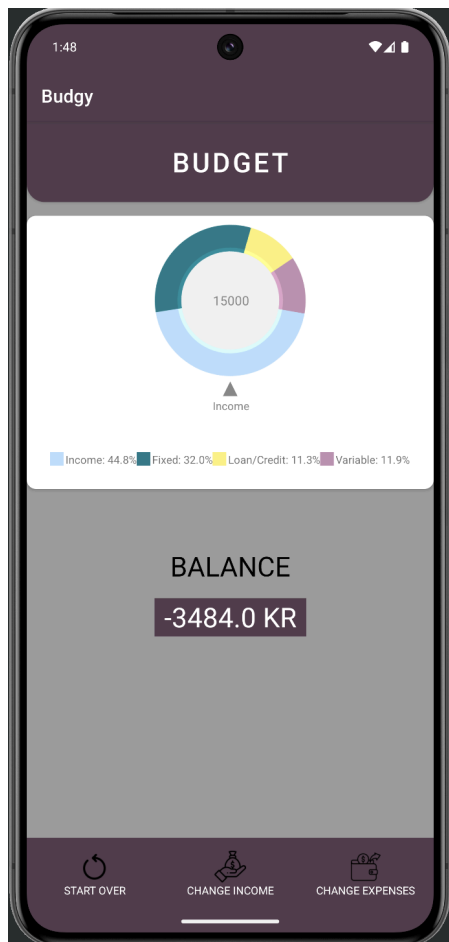 1:48
Budgy
BUDGET
15000
Income
Income: 44.8% Fixed: 32.0% Loan/Credit: 11.3% Variable: 11.9%
BALANCE
-3484.0 KR
START OVER CHANGE INCOME CHANGE EXPENSES